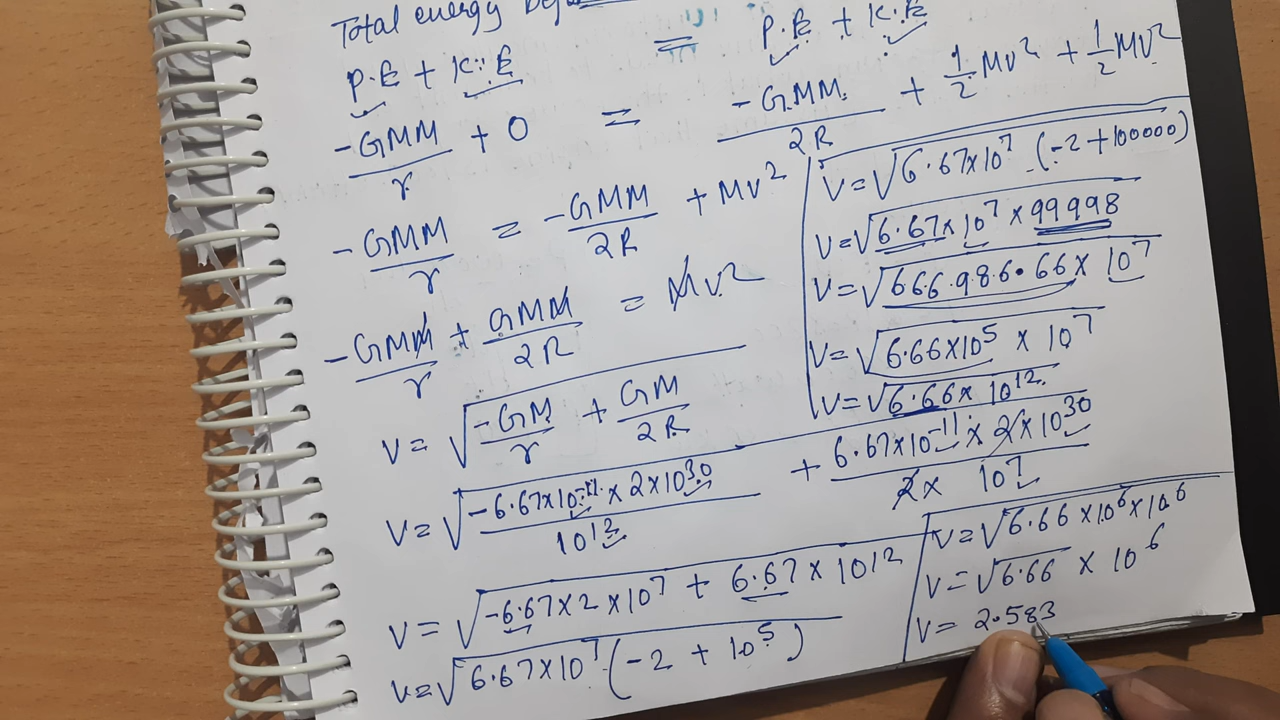 Total energy
P.E + K.E = P.E + K.E
-GMM/r + 0 = -GMM/2R + 1/2 MV² + 1/2 MV²
-GMM/r = -GMM/2R + MV²
-GMM/r + GMM/2R = MV²
V = √-GM/r + GM/2R
V = √-6.67×10⁻¹¹ × 2×10³⁰/10¹² + 6.67×10⁻¹¹ × 2×10³⁰/2× 10⁷
V = √-6.67×2×10⁷ + 6.67×10¹²
V = √6.67×10⁷ (-2 + 10⁵)
V = √6.67×10⁷ (-2+100000)
V = √6.67×10⁷ × 99998
V = √666986.66× 10⁷
V = √6.66×10⁵ × 10⁷
V = √6.66× 10¹²
V = √6.66 ×10⁶×10⁶
V = √6.66 × 10⁶
V = 2.583